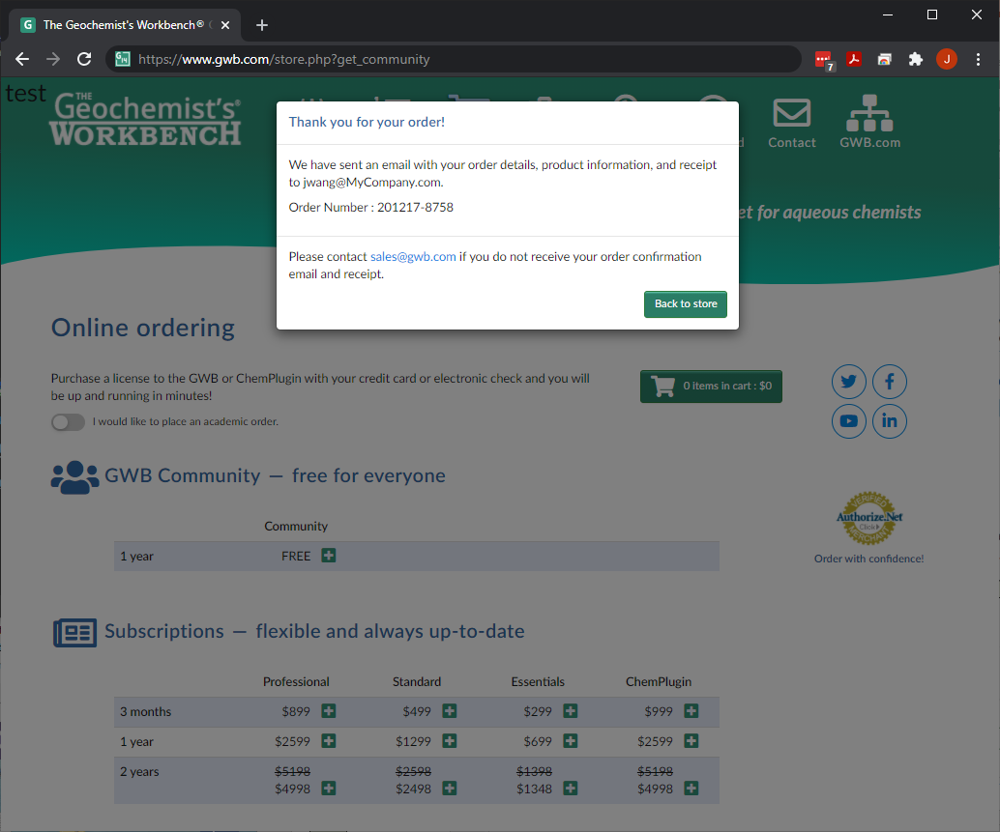 The Geochemist's Workbench®
https://www.gwb.com/store.php?get_community
7
J
test
THE
Geochemist's®
WORKBENCH
Contact
GWB.com
et for aqueous chemists
Thank you for your order!
We have sent an email with your order details, product information, and receipt
to jwang@MyCompany.com.
Order Number : 201217-8758
Please contact sales@gwb.com if you do not receive your order confirmation
email and receipt.
Back to store
Online ordering
Purchase a license to the GWB or ChemPlugin with your credit card or electronic check and you will
be up and running in minutes!
0 items in cart : $0
I would like to place an academic order.
GWB Community — free for everyone
Community
1 year FREE
VERIFIED
Authorize.Net
Click
MERCHANT
Order with confidence!
Subscriptions — flexible and always up-to-date
Professional Standard Essentials ChemPlugin
3 months $899 $499 $299 $999
1 year $2599 $1299 $699 $2599
2 years $5198 $2598 $1398 $5198
$4998 $2498 $1348 $4998